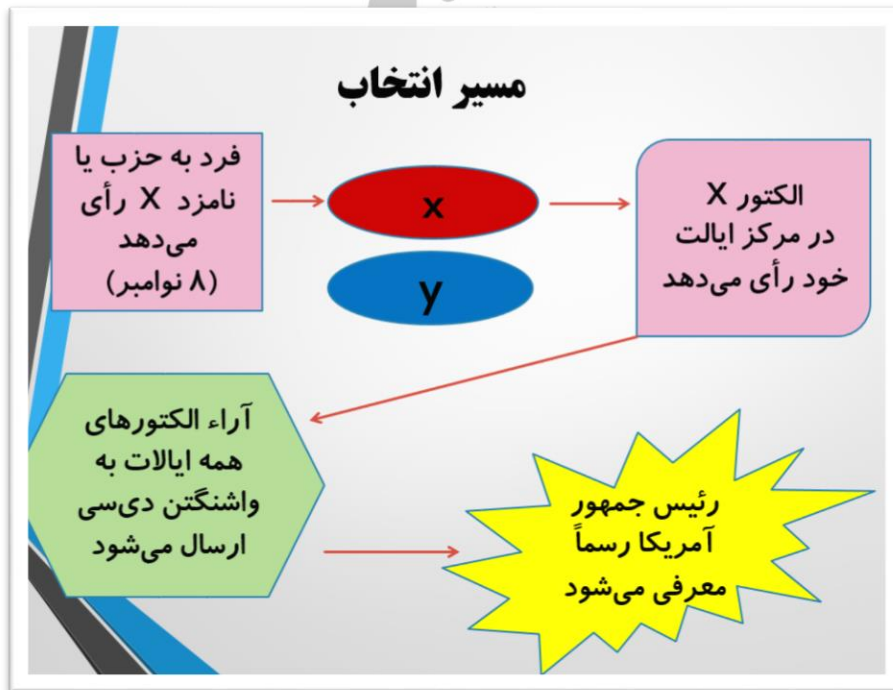 مسیر انتخاب
فرد به حزب یا
نامزد X رأی
می‌دهد
(۸ نوامبر)
x
y
الکتور X
در مرکز ایالت
خود رأی می‌دهد
آراء الکتورهای
همه ایالات به
واشنگتن دی‌سی
ارسال می‌شود
رئیس جمهور
آمریکا رسماً
معرفی می‌شود